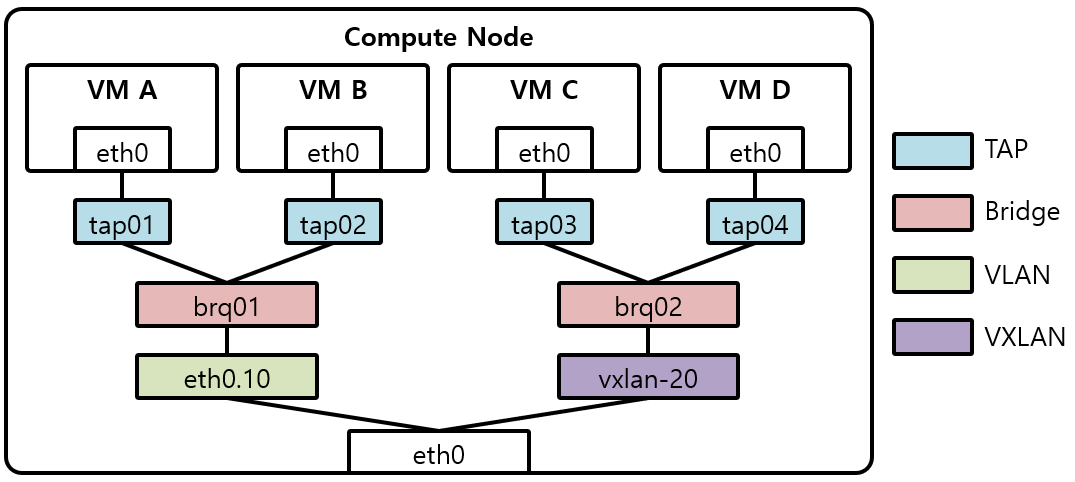 Compute Node
VM A
VM B
VM C
VM D
eth0
eth0
eth0
eth0
tap01
tap02
tap03
tap04
brq01
brq02
eth0.10
vxlan-20
eth0
TAP
Bridge
VLAN
VXLAN